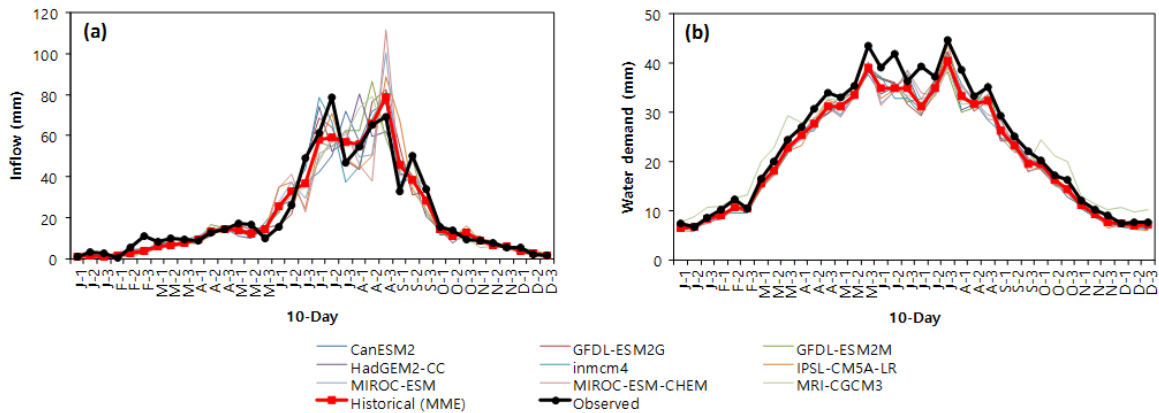 (a)
Inflow (mm)
120
100
80
60
40
20
0
J-1 J-2 J-3 F-1 F-2 F-3 M-1 M-2 M-3 A-1 A-2 A-3 M-1 M-2 M-3 J-1 J-2 J-3 J-1 J-2 J-3 A-1 A-2 A-3 S-1 S-2 S-3 O-1 O-2 O-3 N-1 N-2 N-3 D-1 D-2 D-3
10-Day
(b)
Water demand (mm)
50
40
30
20
10
0
J-1 J-2 J-3 F-1 F-2 F-3 M-1 M-2 M-3 A-1 A-2 A-3 M-1 M-2 M-3 J-1 J-2 J-3 J-1 J-2 J-3 A-1 A-2 A-3 S-1 S-2 S-3 O-1 O-2 O-3 N-1 N-2 N-3 D-1 D-2 D-3
10-Day
CanESM2 GFDL-ESM2G GFDL-ESM2M
HadGEM2-CC inmcm4 IPSL-CM5A-LR
MIROC-ESM MIROC-ESM-CHEM MRI-CGCM3
Historical (MME) Observed